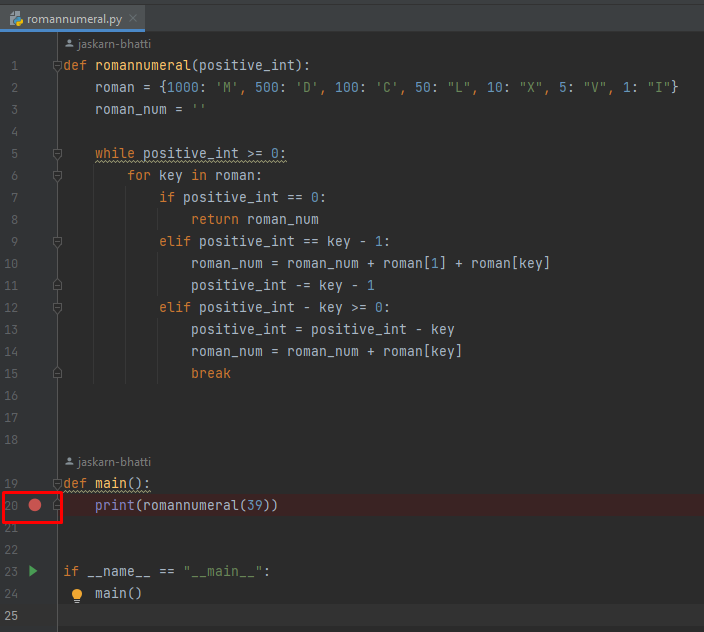 romannumeral.py
jaskarn-bhatti
1 def romannumeral(positive_int):
2 roman = {1000: 'M', 500: 'D', 100: 'C', 50: "L", 10: "X", 5: "V", 1: "I"}
3 roman_num = ''
4
5 while positive_int >= 0:
6 for key in roman:
7 if positive_int == 0:
8 return roman_num
9 elif positive_int == key - 1:
10 roman_num = roman_num + roman[1] + roman[key]
11 positive_int -= key - 1
12 elif positive_int - key >= 0:
13 positive_int = positive_int - key
14 roman_num = roman_num + roman[key]
15 break
16
17
18
jaskarn-bhatti
19 def main():
20 print(romannumeral(39))
21
22
23 if __name__ == "__main__":
24 main()
25